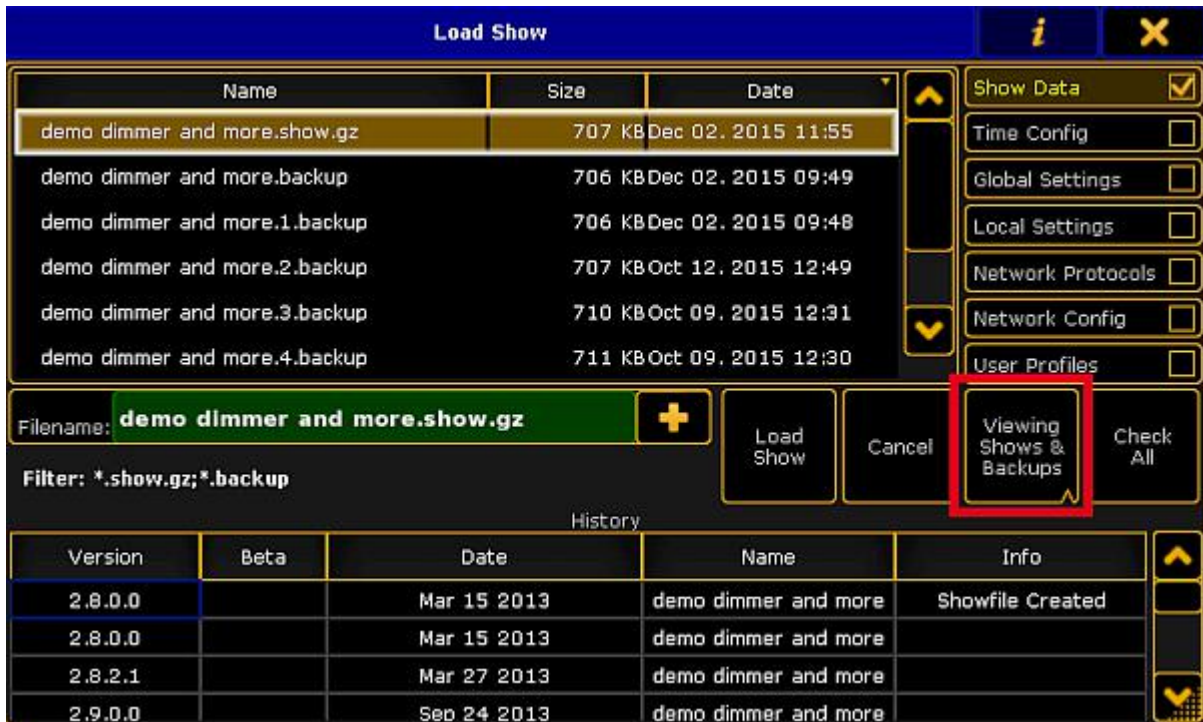 Load Show
i
Name Size Date
demo dimmer and more.show.gz 707 KB Dec 02. 2015 11:55
demo dimmer and more.backup 706 KB Dec 02. 2015 09:49
demo dimmer and more.1.backup 706 KB Dec 02. 2015 09:48
demo dimmer and more.2.backup 707 KB Oct 12. 2015 12:49
demo dimmer and more.3.backup 710 KB Oct 09. 2015 12:31
demo dimmer and more.4.backup 711 KB Oct 09. 2015 12:30
Show Data
Time Config
Global Settings
Local Settings
Network Protocols
Network Config
User Profiles
Filename: demo dimmer and more.show.gz
Filter: *.show.gz;*.backup
Load
Show
Cancel
Viewing
Shows &
Backups
Check
All
History
Version Beta Date Name Info
2.8.0.0 Mar 15 2013 demo dimmer and more Showfile Created
2.8.0.0 Mar 15 2013 demo dimmer and more
2.8.2.1 Mar 27 2013 demo dimmer and more
2.9.0.0 Sep 24 2013 demo dimmer and more